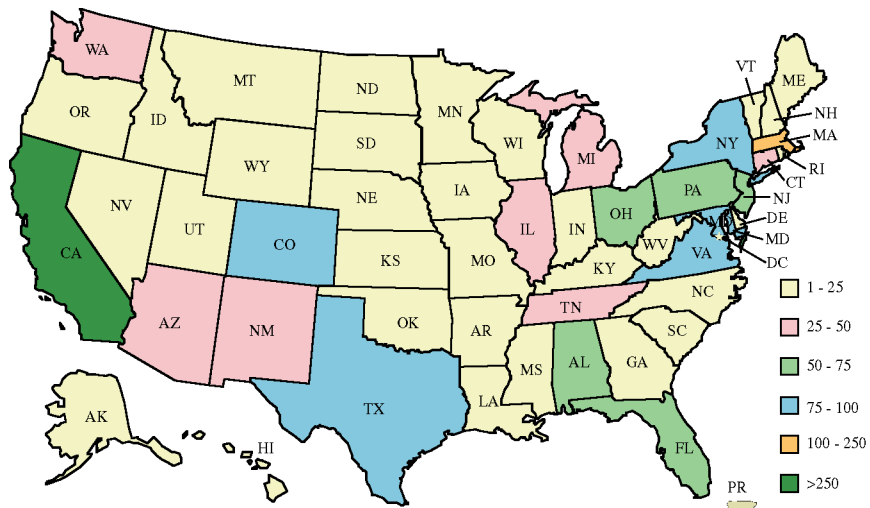 WA
MT
ND
MN
VT
ME
OR
ID
SD
WI
MI
NY
NH
MA
WY
RI
CT
NV
UT
NE
IA
IL
IN
OH
PA
NJ
CA
CO
KS
MO
KY
WV
VA
DE
MD
DC
AZ
NM
OK
AR
TN
NC
SC
MS
AL
GA
TX
LA
FL
AK
HI
PR
1 - 25
25 - 50
50 - 75
75 - 100
100 - 250
>250